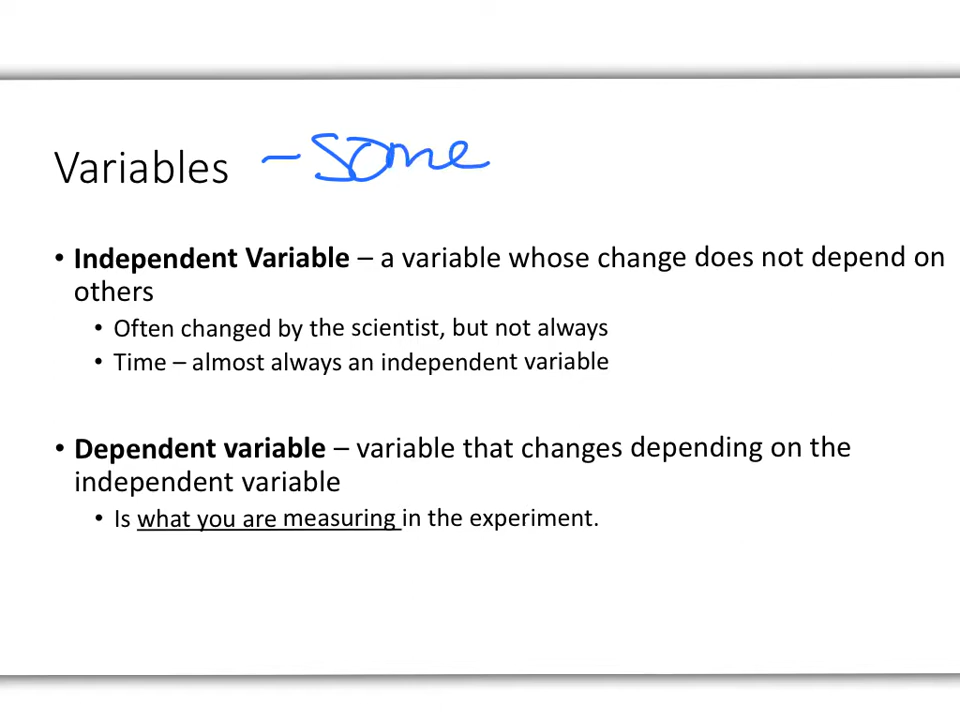 Variables - some
• Independent Variable – a variable whose change does not depend on
others
• Often changed by the scientist, but not always
• Time – almost always an independent variable
• Dependent variable – variable that changes depending on the
independent variable
• Is what you are measuring in the experiment.